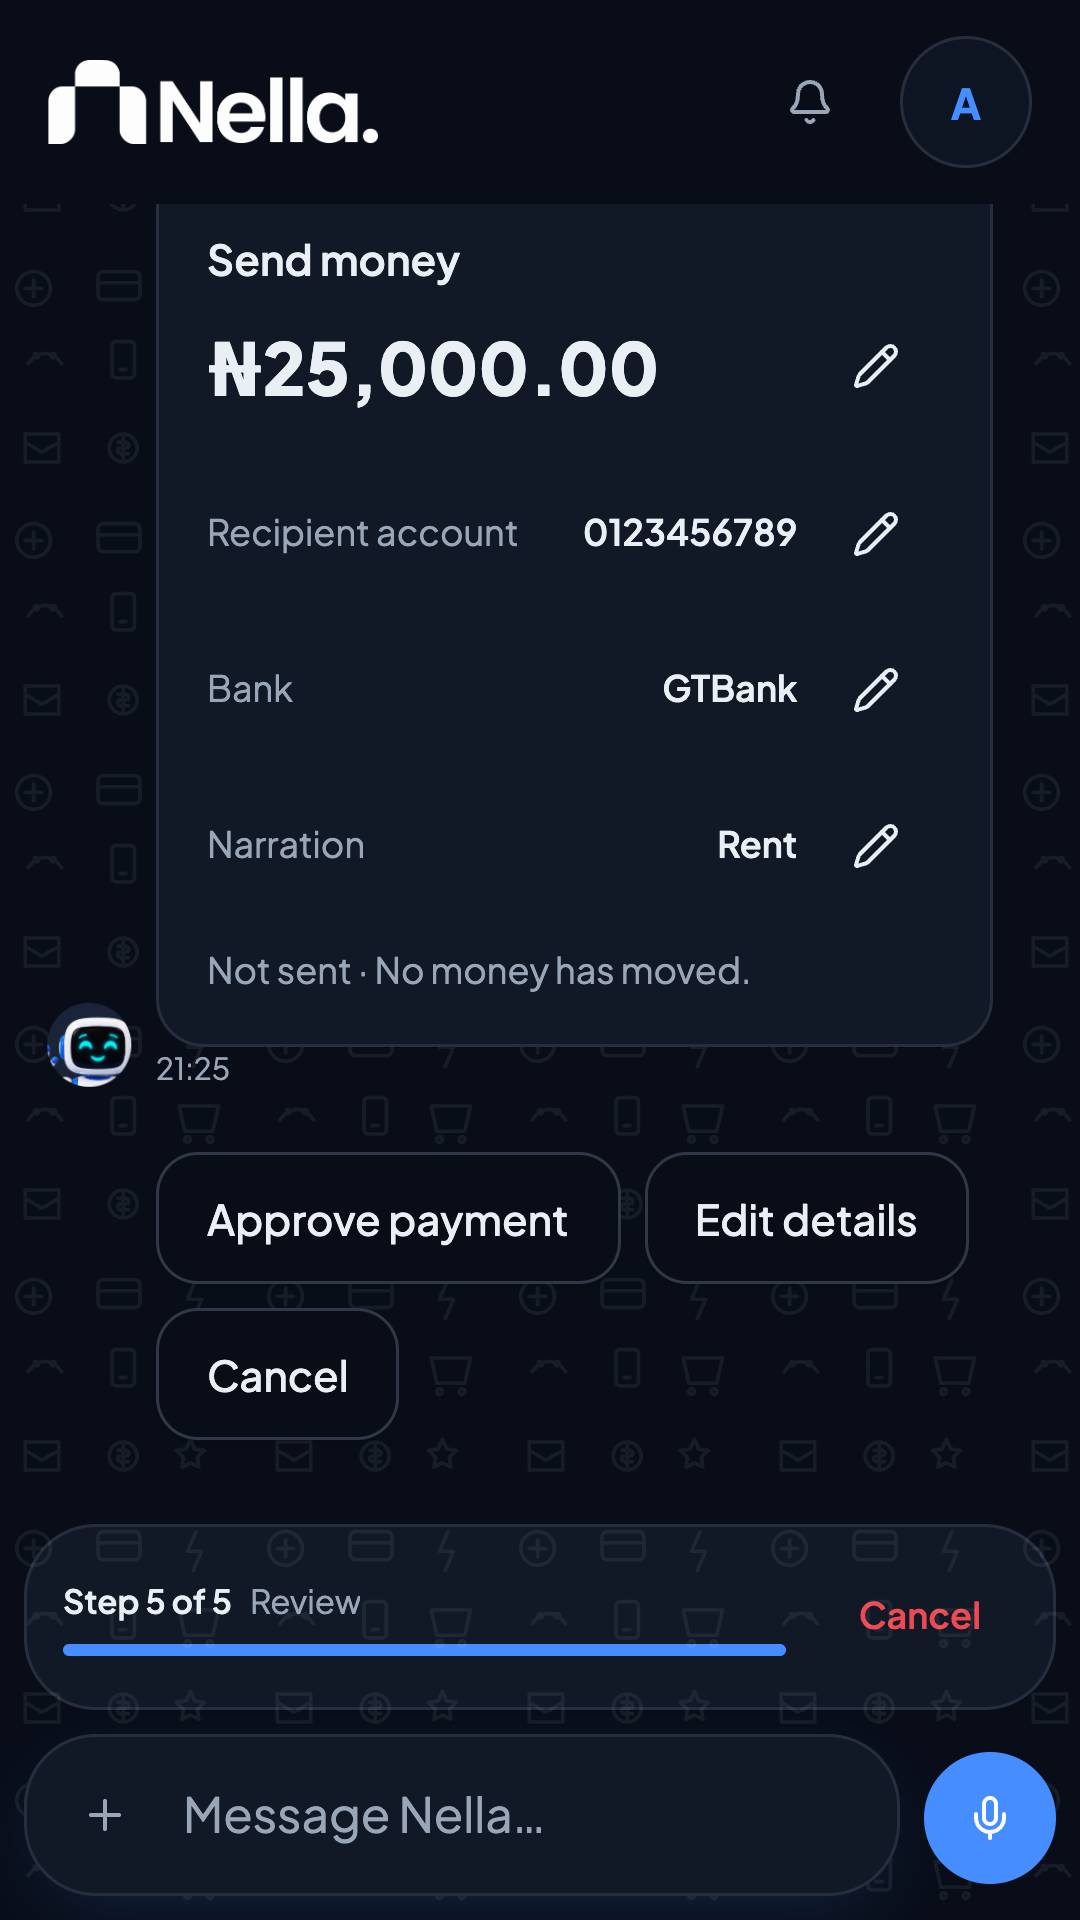 Nella.
A
Send money
₦25,000.00
Recipient account 0123456789
Bank GTBank
Narration Rent
Not sent · No money has moved.
21:25
Approve payment
Edit details
Cancel
Step 5 of 5 Review
Cancel
Message Nella...